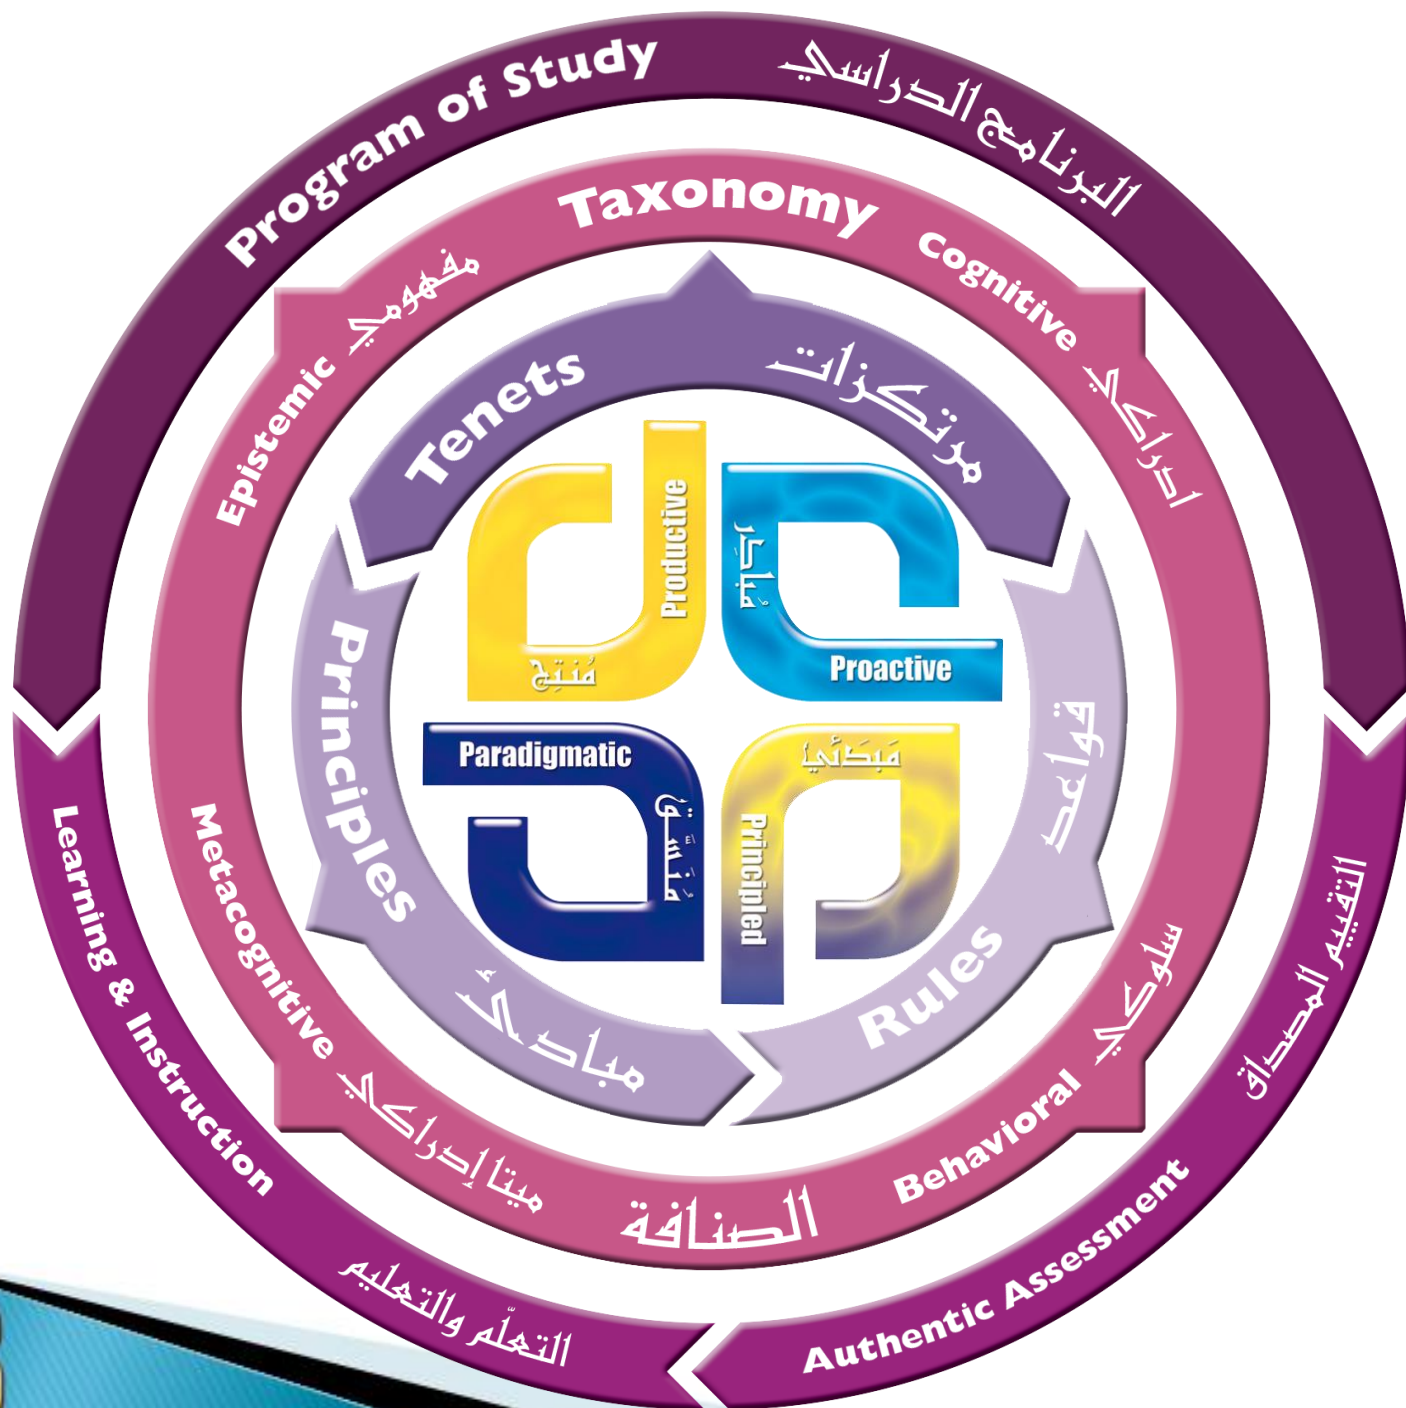 Program of Study
البرنامج الدراسي
Taxonomy
Epistemic مفهومي
cognitive ادراكي
Tenets
مرتكزات
Productive
مُنتِج
مُبادِر
Proactive
Paradigmatic
مُنَسَّق
مَبدَئي
Principled
Principles
مبادئ
قواعد
Rules
Metacognitive ميتا إدراكي
Behavioral سلوكي
الصنافة
Learning & Instruction
التعلّم والتعليم
Authentic Assessment
التقييم المصداق